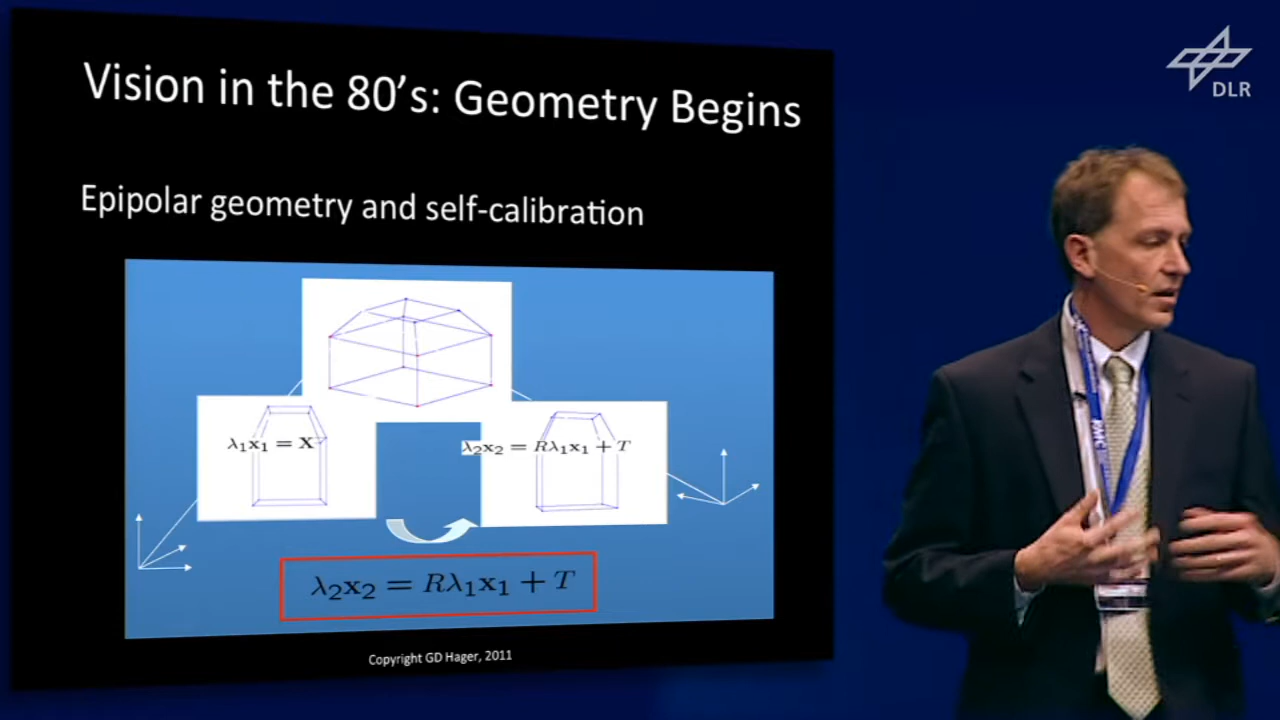 Vision in the 80's: Geometry Begins
DLR
Epipolar geometry and self-calibration
λ₁x₁ = X
λ₂x₂ = Rλ₁x₁ + T
λ₂x₂ = Rλ₁x₁ + T
Copyright GD Hager, 2011
RMC